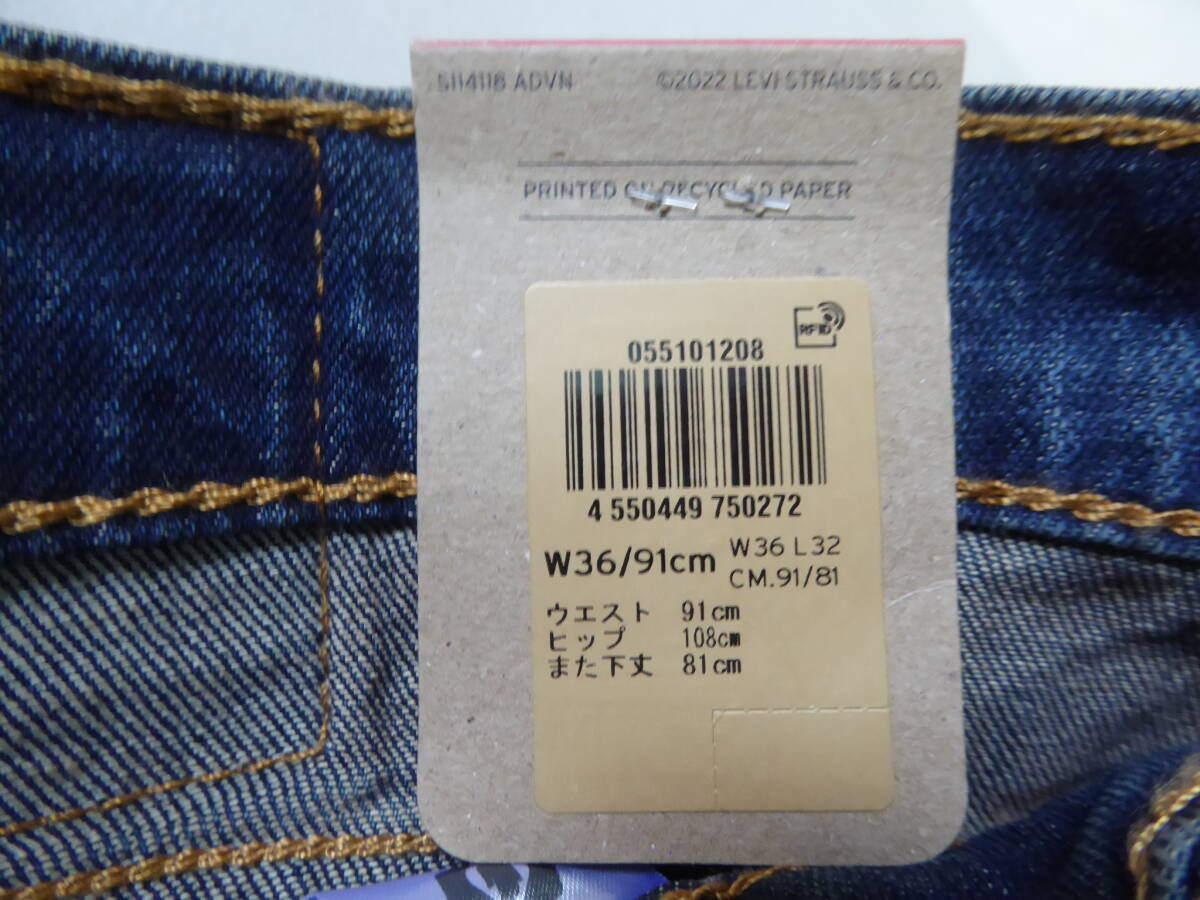 5114118 ADVN
©2022 LEVI STRAUSS & CO.
PRINTED ON RECYCLED PAPER
RFID
055101208
4 550449 750272
W36/91cm
W36 L32
CM.91/81
ウエスト 91cm
ヒップ 108cm
また下丈 81cm